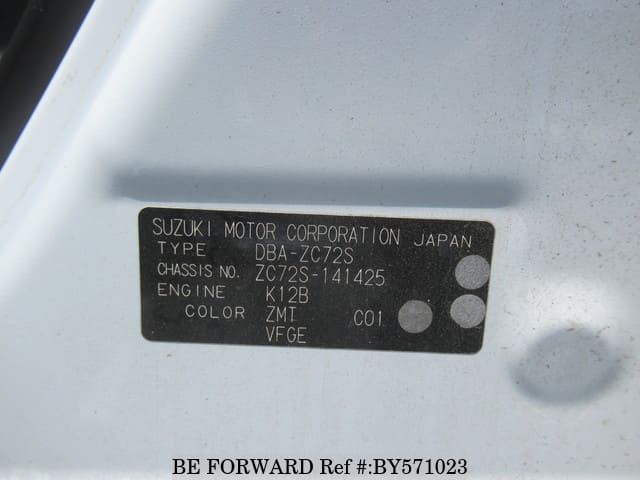 SUZUKI MOTOR CORPORATION JAPAN
TYPE DBA-ZC72S
CHASSIS NO. ZC72S-141425
ENGINE K12B
COLOR ZMT C01
VFGE
BE FORWARD Ref #:BY571023